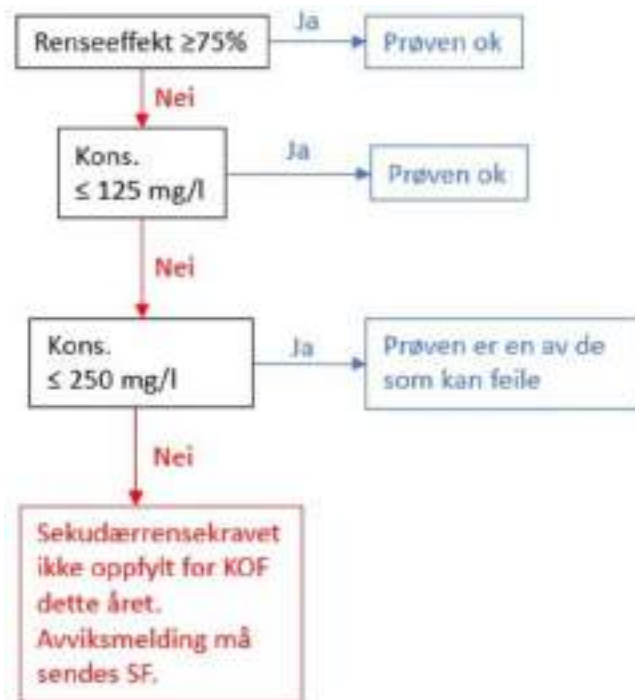 Renseeffekt ≥75%
Ja
Prøven ok
Nei
Kons.
≤ 125 mg/l
Ja
Prøven ok
Nei
Kons.
≤ 250 mg/l
Ja
Prøven er en av de
som kan feile
Nei
Sekudærrensekravet
ikke oppfylt for KOF
dette året.
Avviksmelding må
sendes SF.